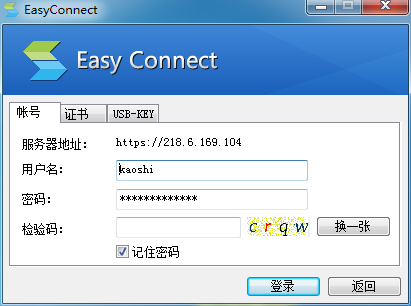 EasyConnect
Easy Connect
帐号 证书 USB-KEY
服务器地址: https://218.6.169.104
用户名: kaoshi
密码: *************
检验码: crqw 换一张
记住密码
登录 返回